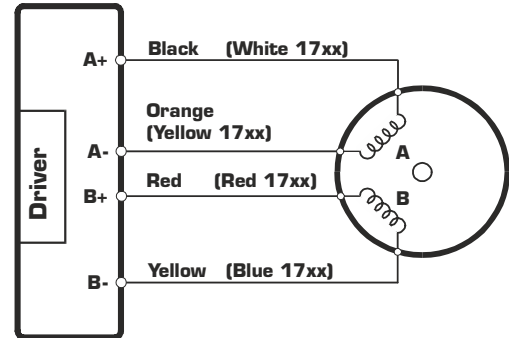 A+ Black (White 17xx)
Orange
A- (Yellow 17xx)
A
Driver
B+ Red (Red 17xx)
B
B- Yellow (Blue 17xx)